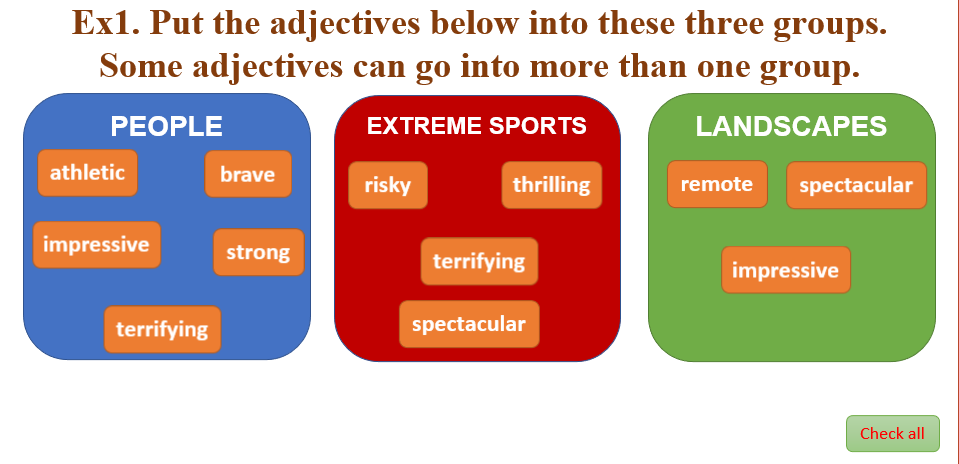 Ex1. Put the adjectives below into these three groups.
Some adjectives can go into more than one group.
PEOPLE
athletic
brave
impressive
strong
terrifying
EXTREME SPORTS
risky
thrilling
terrifying
spectacular
LANDSCAPES
remote
spectacular
impressive
Check all